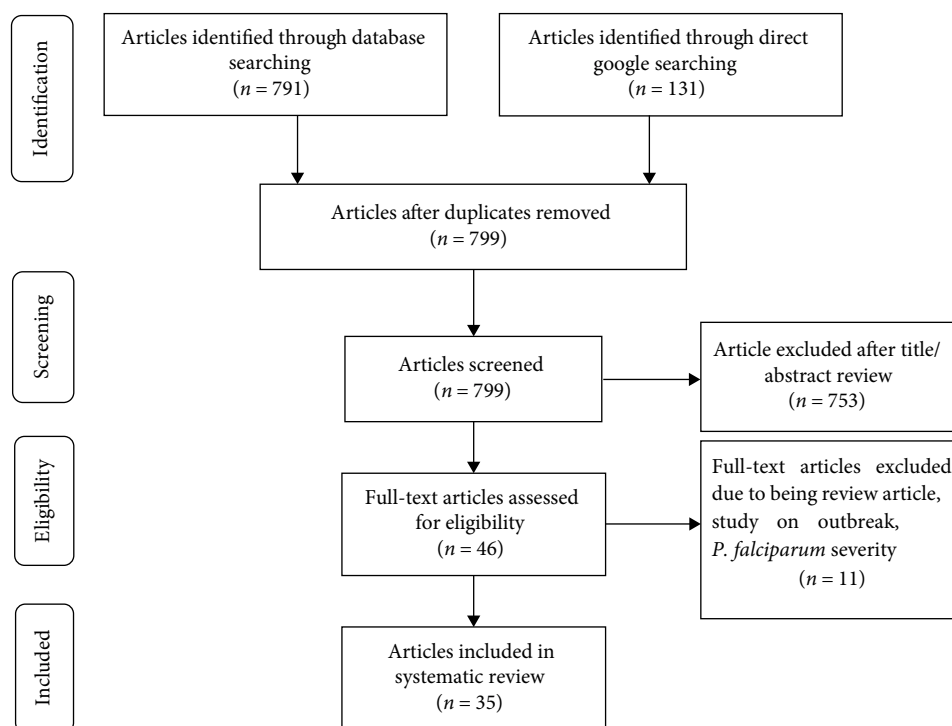 Identification
Articles identified through database
searching
(n = 791)
Articles identified through direct
google searching
(n = 131)
Articles after duplicates removed
(n = 799)
Screening
Articles screened
(n = 799)
Article excluded after title/
abstract review
(n = 753)
Eligibility
Full-text articles assessed
for eligibility
(n = 46)
Full-text articles excluded
due to being review article,
study on outbreak,
P. falciparum severity
(n = 11)
Included
Articles included in
systematic review
(n = 35)